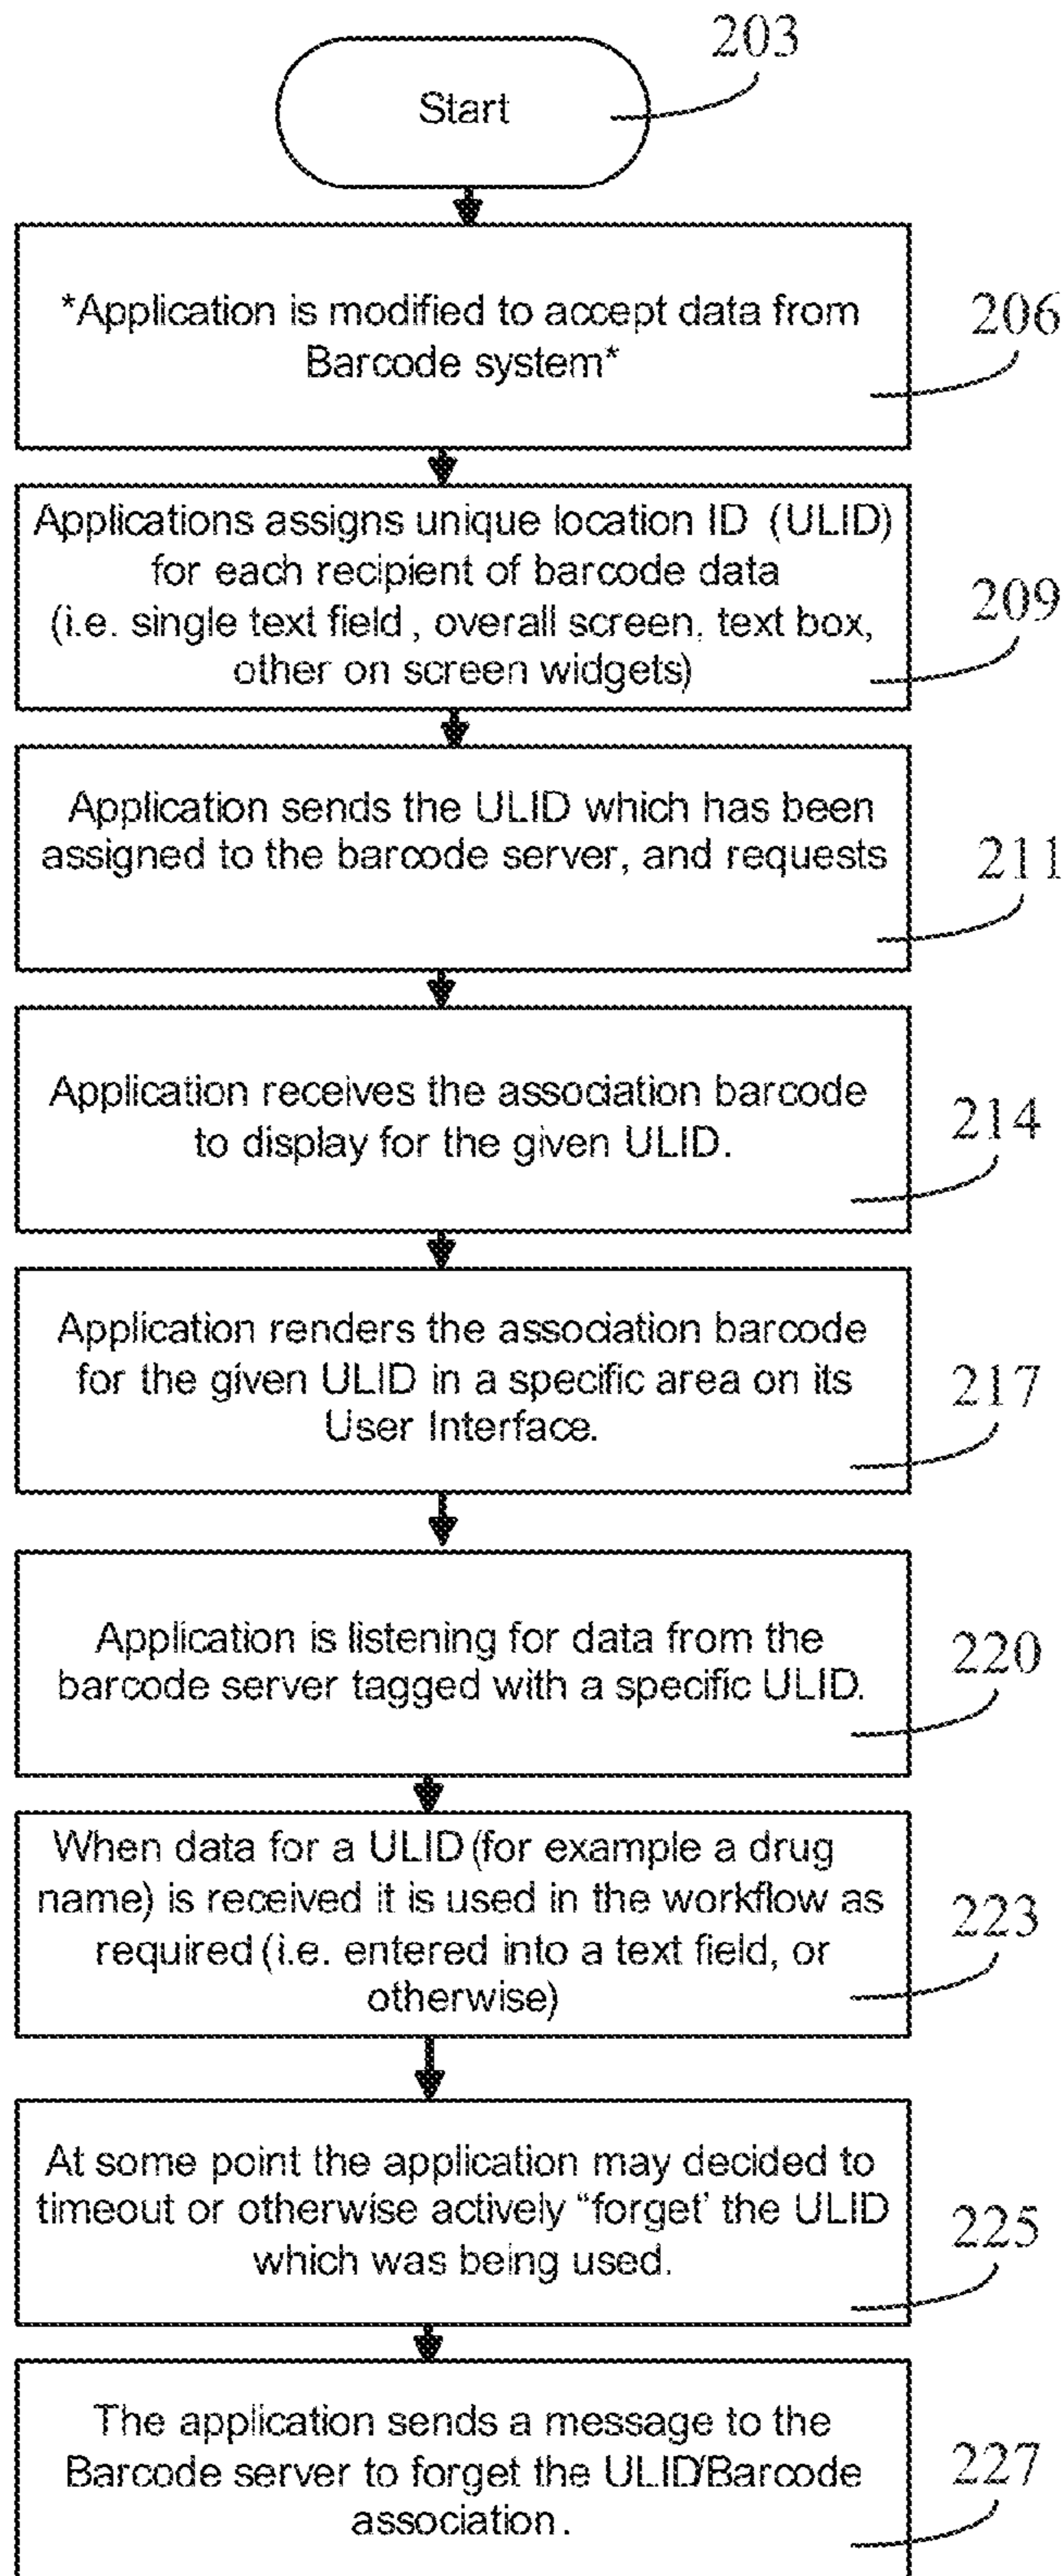 203
Start
*Application is modified to accept data from
Barcode system*
206
Applications assigns unique location ID (ULID)
for each recipient of barcode data
(i.e. single text field, overall screen, text box,
other on screen widgets)
209
Application sends the ULID which has been
assigned to the barcode server, and requests
211
Application receives the association barcode
to display for the given ULID.
214
Application renders the association barcode
for the given ULID in a specific area on its
User Interface.
217
Application is listening for data from the
barcode server tagged with a specific ULID.
220
When data for a ULID (for example a drug
name) is received it is used in the workflow as
required (i.e. entered into a text field, or
otherwise)
223
At some point the application may decided to
timeout or otherwise actively “forget’ the ULID
which was being used.
225
The application sends a message to the
Barcode server to forget the ULID/Barcode
association.
227